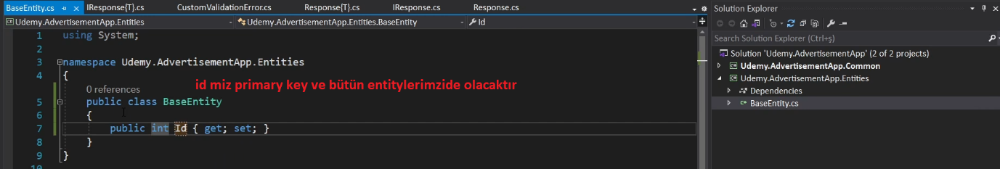 BaseEntity.cs IResponse{T}.cs CustomValidationError.cs Response{T}.cs IResponse.cs Response.cs
Udemy.AdvertisementApp.Entities Udemy.AdvertisementApp.Entities.BaseEntity Id
1 using System;
2
3 namespace Udemy.AdvertisementApp.Entities
4 {
0 references
id miz primary key ve bütün entitylerimzide olacaktır
5 public class BaseEntity
6 {
7 public int Id { get; set; }
8 }
9 }
10
Solution Explorer
Search Solution Explorer (Ctrl+ş)
Solution 'Udemy.AdvertisementApp' (2 of 2 projects)
Udemy.AdvertisementApp.Common
Udemy.AdvertisementApp.Entities
Dependencies
BaseEntity.cs